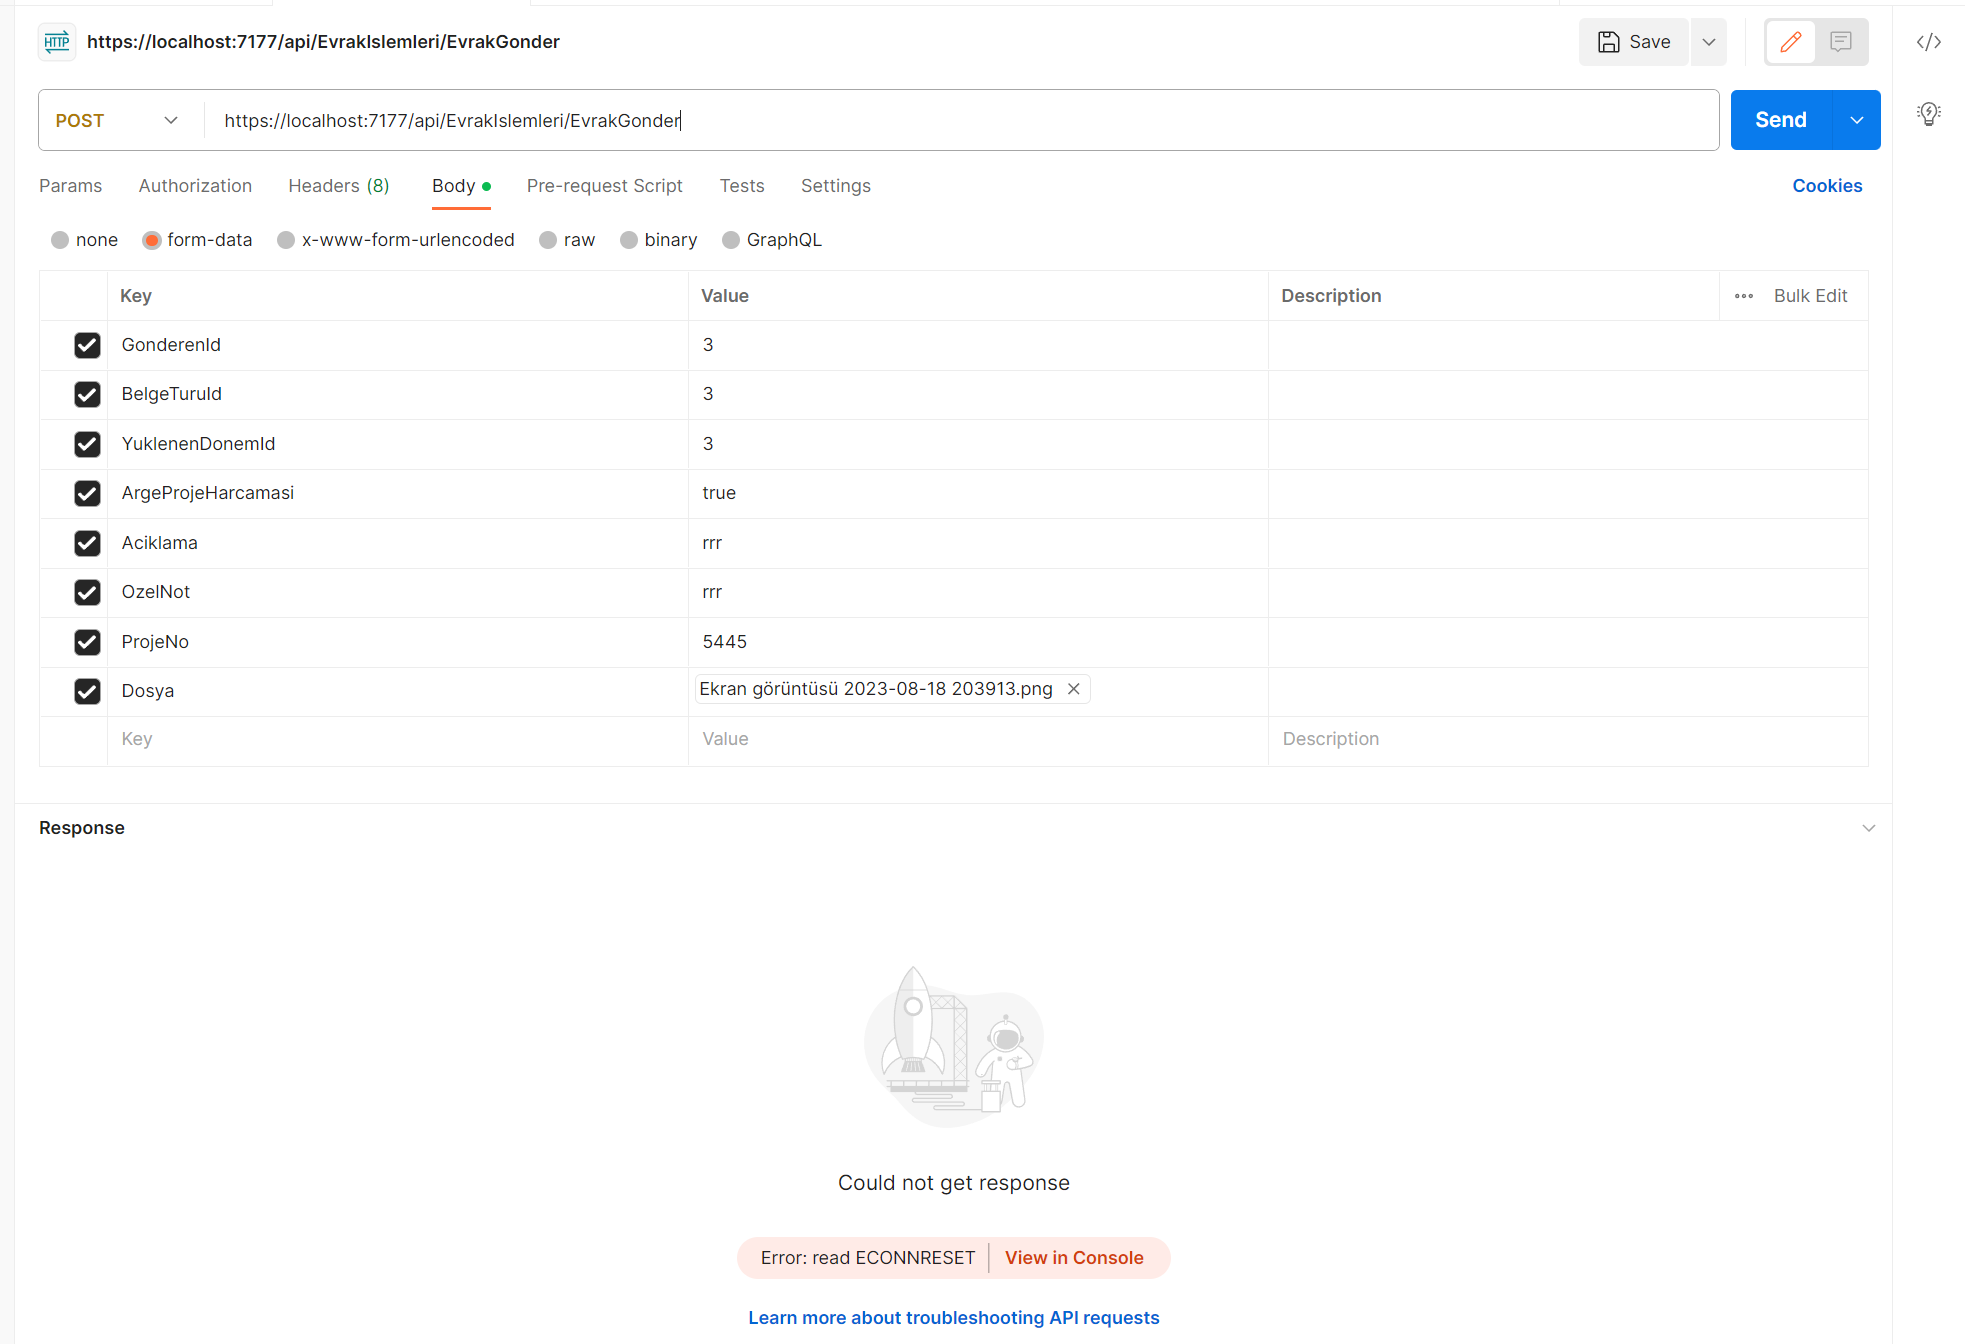 HTTP https://localhost:7177/api/EvrakIslemleri/EvrakGonder Save
POST https://localhost:7177/api/EvrakIslemleri/EvrakGonder Send
Params Authorization Headers (8) Body Pre-request Script Tests Settings Cookies
none form-data x-www-form-urlencoded raw binary GraphQL
Key Value Description Bulk Edit
GonderenId 3
BelgeTuruId 3
YuklenenDonemId 3
ArgeProjeHarcamasi true
Aciklama rrr
OzelNot rrr
ProjeNo 5445
Dosya Ekran görüntüsü 2023-08-18 203913.png
Key Value Description
Response
Could not get response
Error: read ECONNRESET View in Console
Learn more about troubleshooting API requests